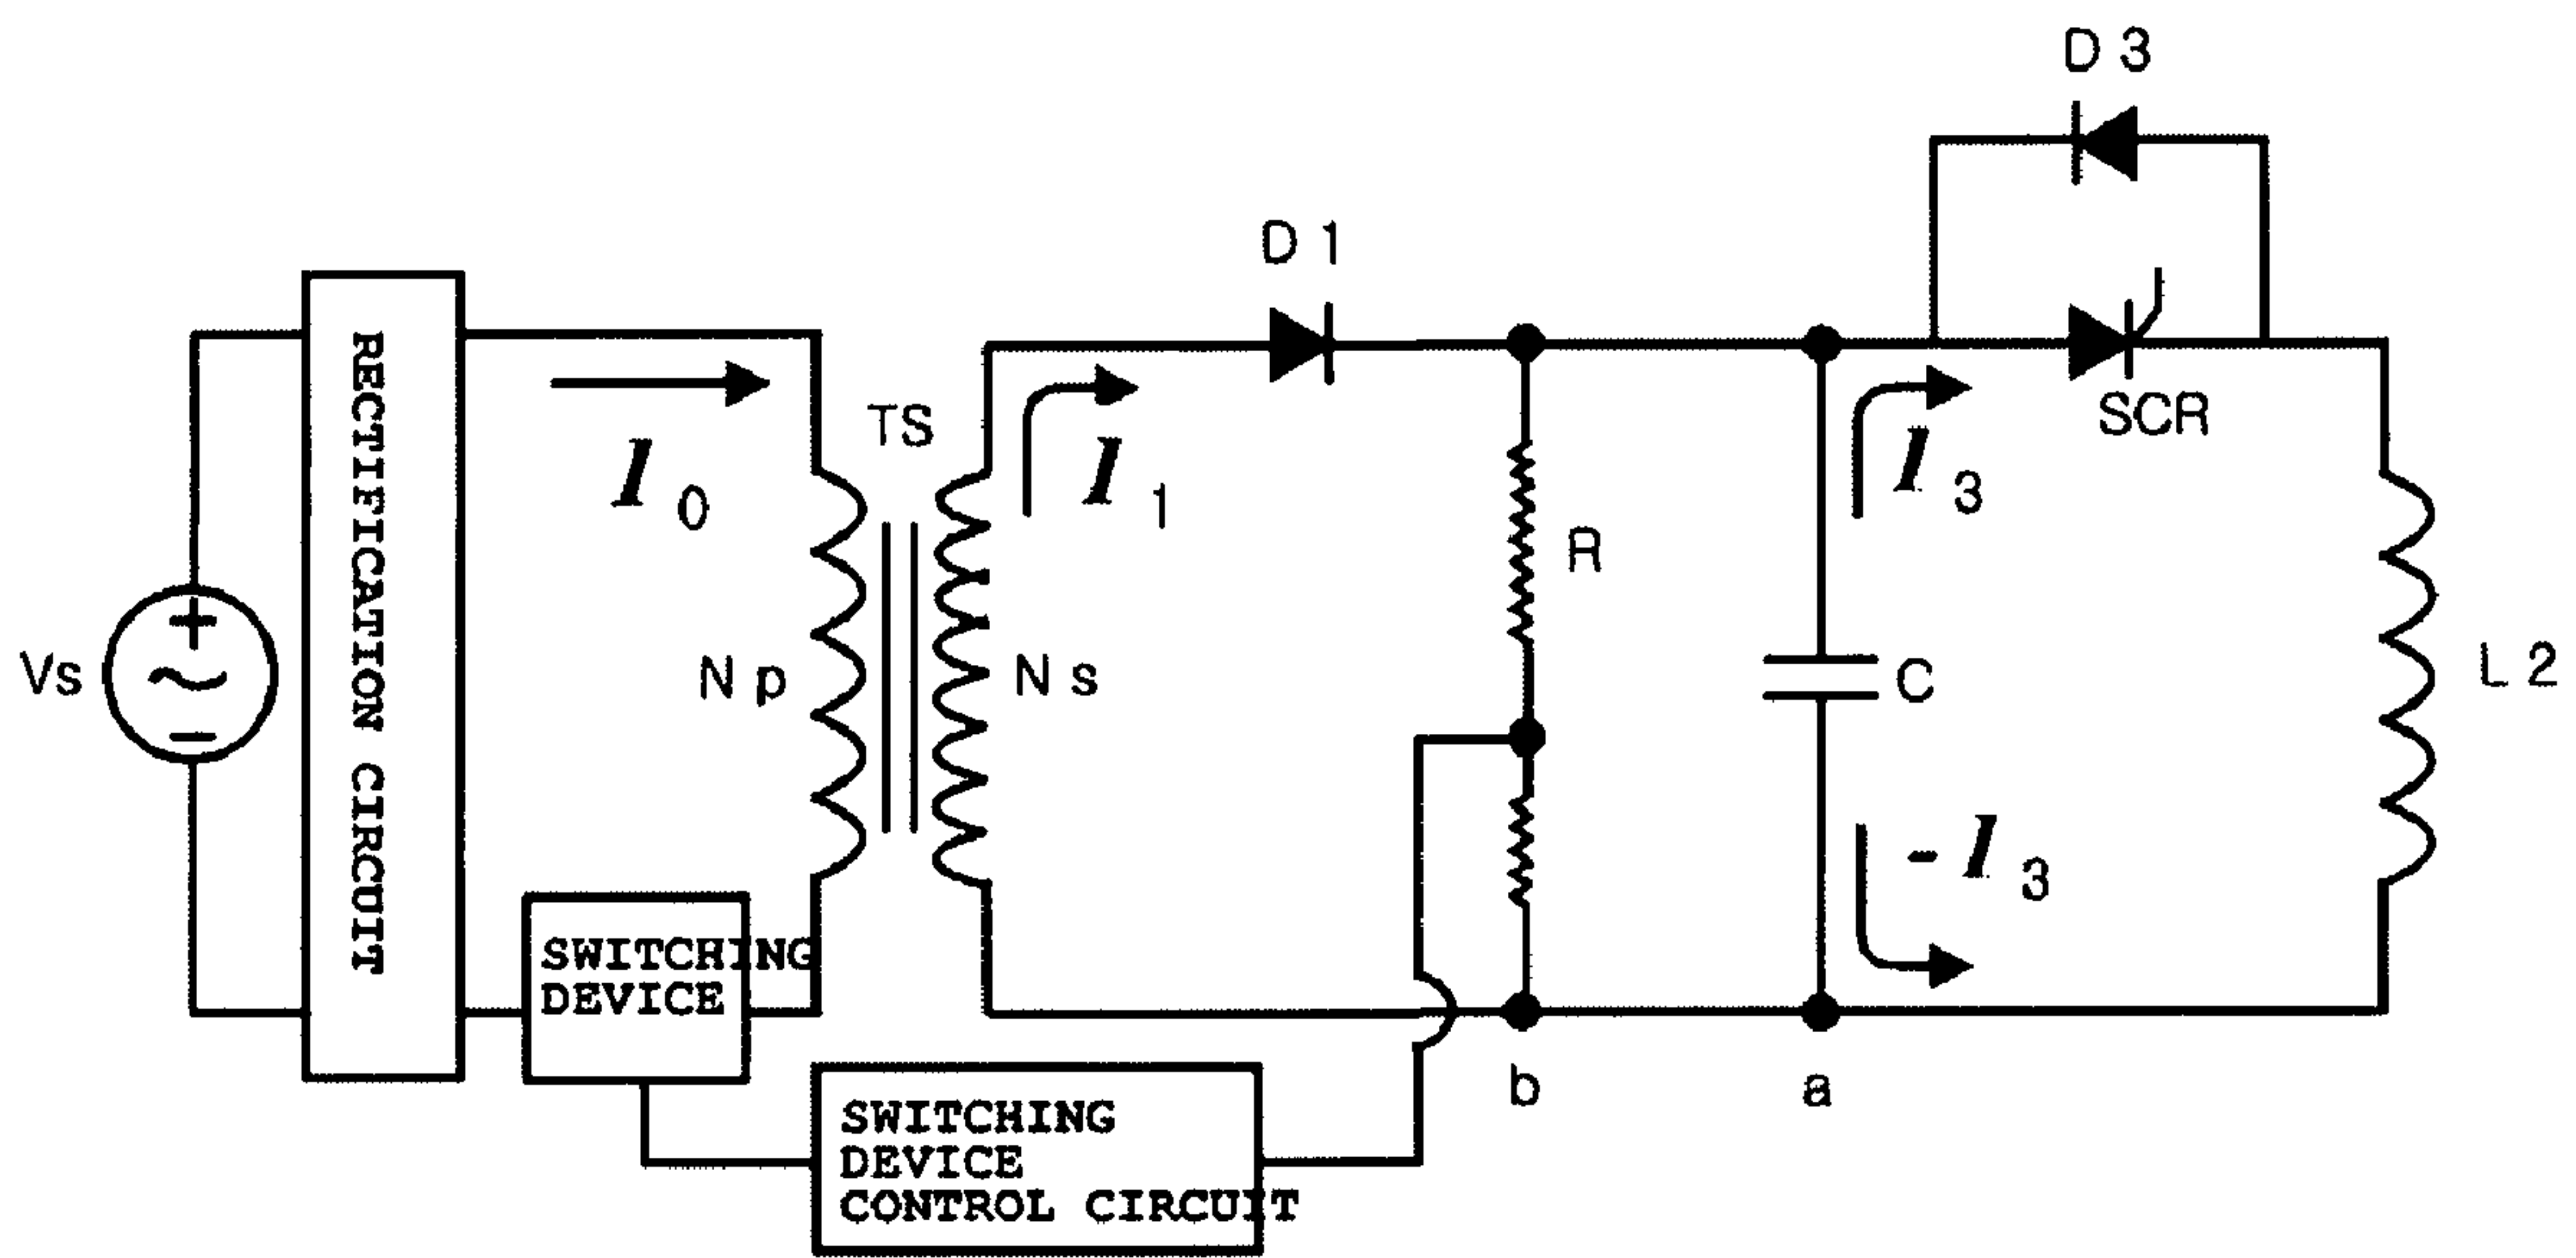 D 3
D 1
SCR
RECTIFICATION CIRCUIT
I 0
TS
I 1
I 3
R
Vs
+
~
−
N p
N s
C
L 2
- I 3
SWITCHING
DEVICE
b
a
SWITCHING
DEVICE
CONTROL CIRCUIT